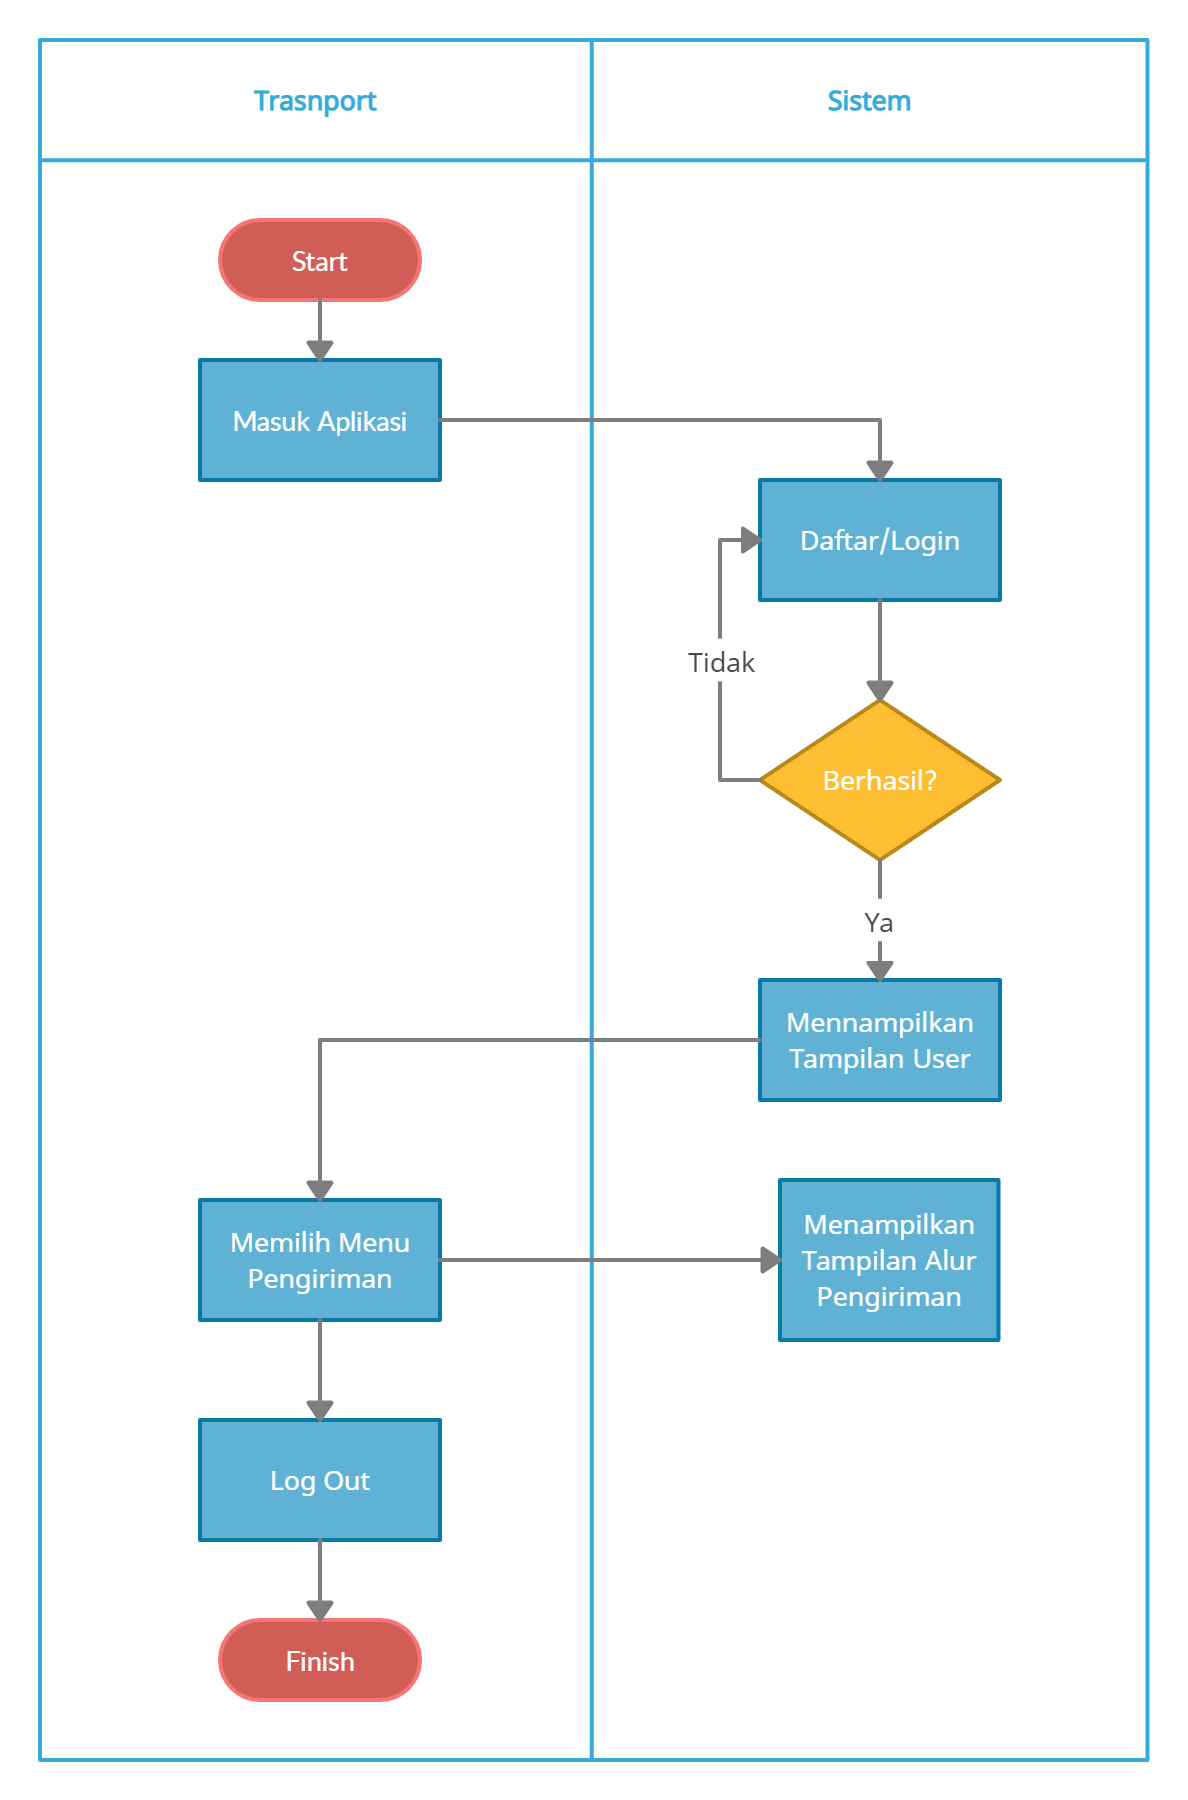 Trasnport
Sistem
Start
Masuk Aplikasi
Daftar/Login
Tidak
Berhasil?
Ya
Mennampilkan
Tampilan User
Memilih Menu
Pengiriman
Menampilkan
Tampilan Alur
Pengiriman
Log Out
Finish